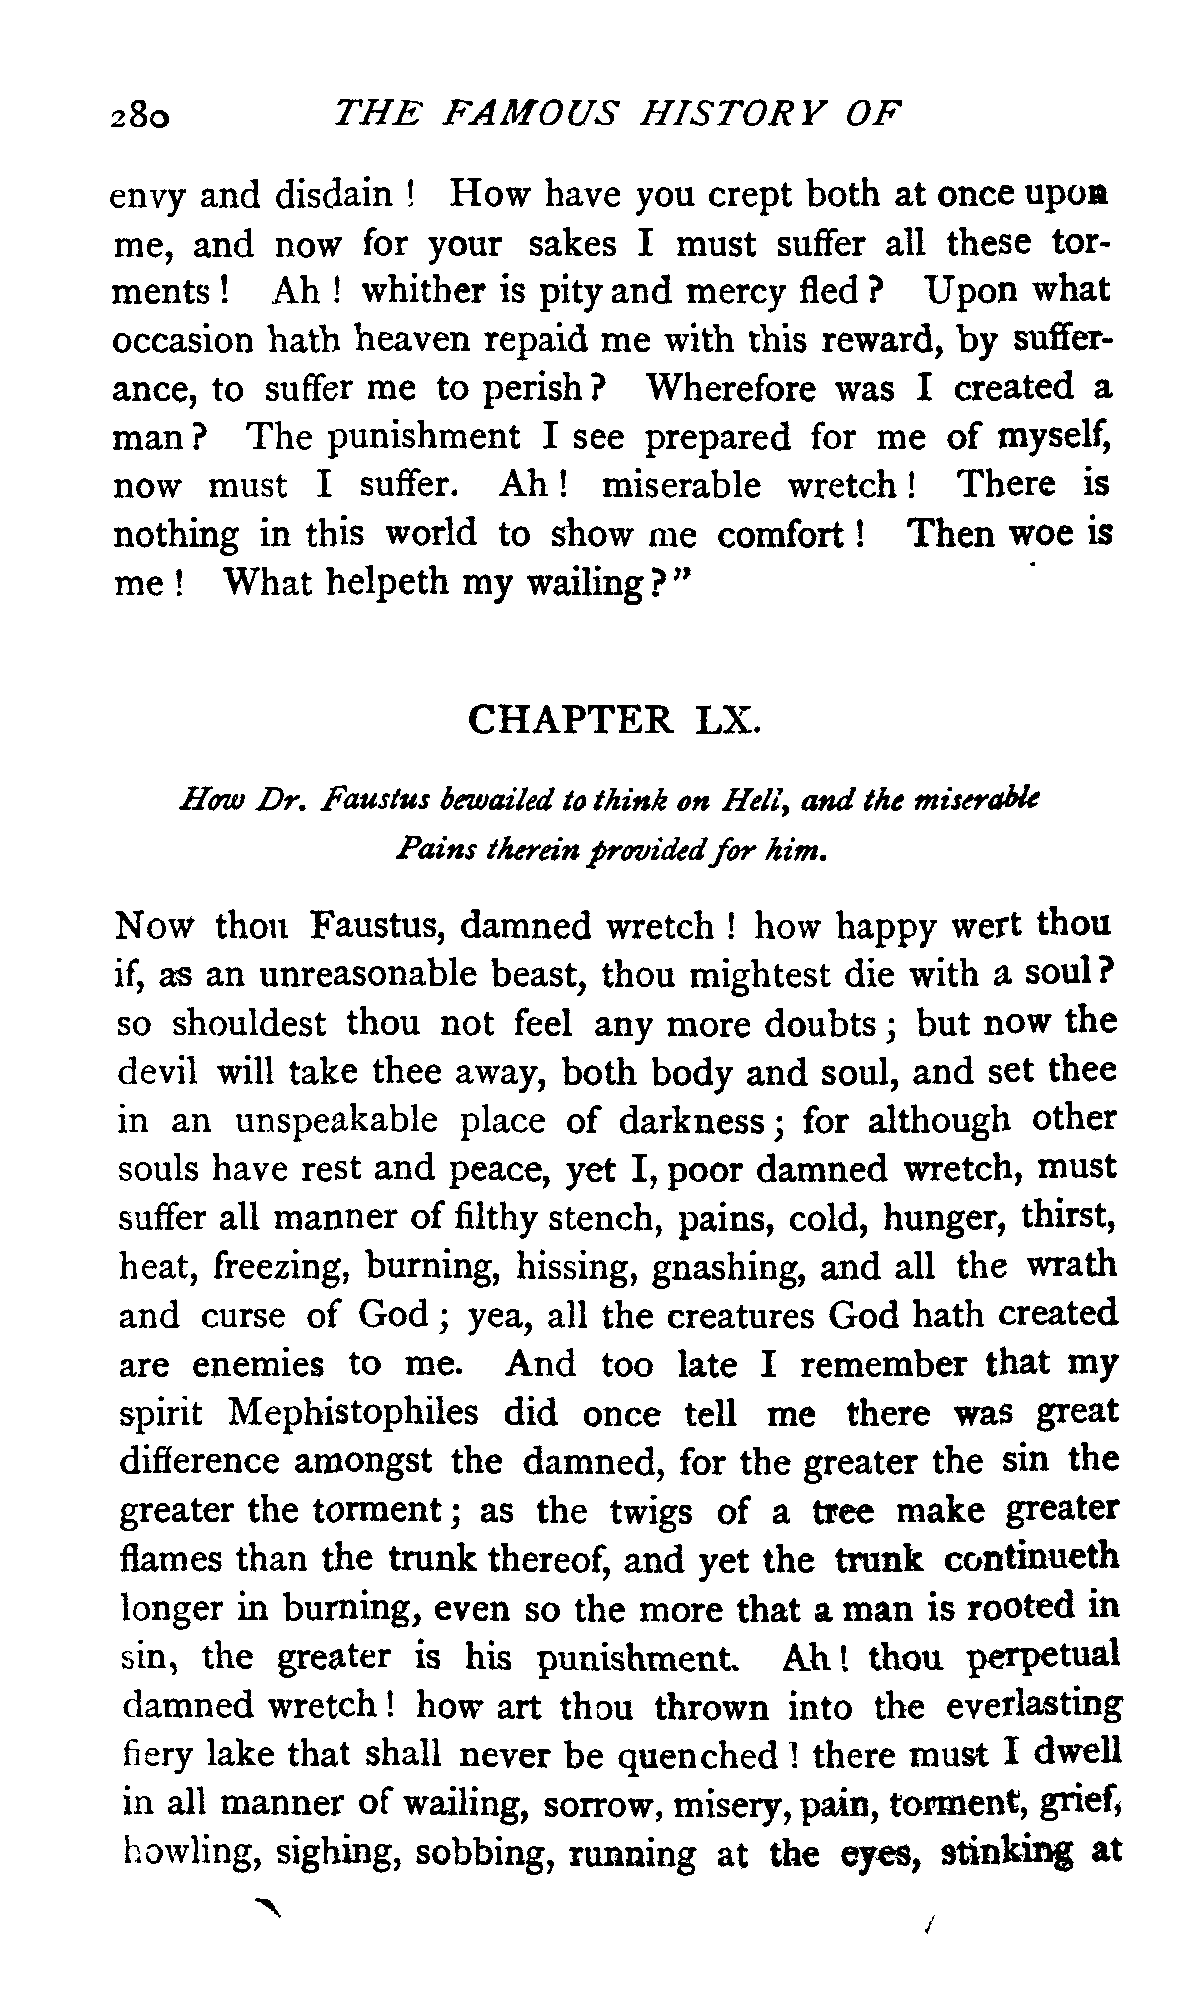 280 THE FAMOUS HISTORY OF
envy and disdain ! How have you crept both at once upon
me, and now for your sakes I must suffer all these tor-
ments ! Ah ! whither is pity and mercy fled ? Upon what
occasion hath heaven repaid me with this reward, by suffer-
ance, to suffer me to perish ? Wherefore was I created a
man ? The punishment I see prepared for me of myself,
now must I suffer. Ah ! miserable wretch ! There is
nothing in this world to show me comfort ! Then woe is
me ! What helpeth my wailing ?"
CHAPTER LX.
How Dr. Faustus bewailed to think on Hell, and the miserable
Pains therein provided for him.
Now thou Faustus, damned wretch ! how happy wert thou
if, as an unreasonable beast, thou mightest die with a soul ?
so shouldest thou not feel any more doubts ; but now the
devil will take thee away, both body and soul, and set thee
in an unspeakable place of darkness ; for although other
souls have rest and peace, yet I, poor damned wretch, must
suffer all manner of filthy stench, pains, cold, hunger, thirst,
heat, freezing, burning, hissing, gnashing, and all the wrath
and curse of God ; yea, all the creatures God hath created
are enemies to me. And too late I remember that my
spirit Mephistophiles did once tell me there was great
difference amongst the damned, for the greater the sin the
greater the torment ; as the twigs of a tree make greater
flames than the trunk thereof, and yet the trunk continueth
longer in burning, even so the more that a man is rooted in
sin, the greater is his punishment. Ah ! thou perpetual
damned wretch ! how art thou thrown into the everlasting
fiery lake that shall never be quenched ! there must I dwell
in all manner of wailing, sorrow, misery, pain, torment, grief,
howling, sighing, sobbing, running at the eyes, stinking at